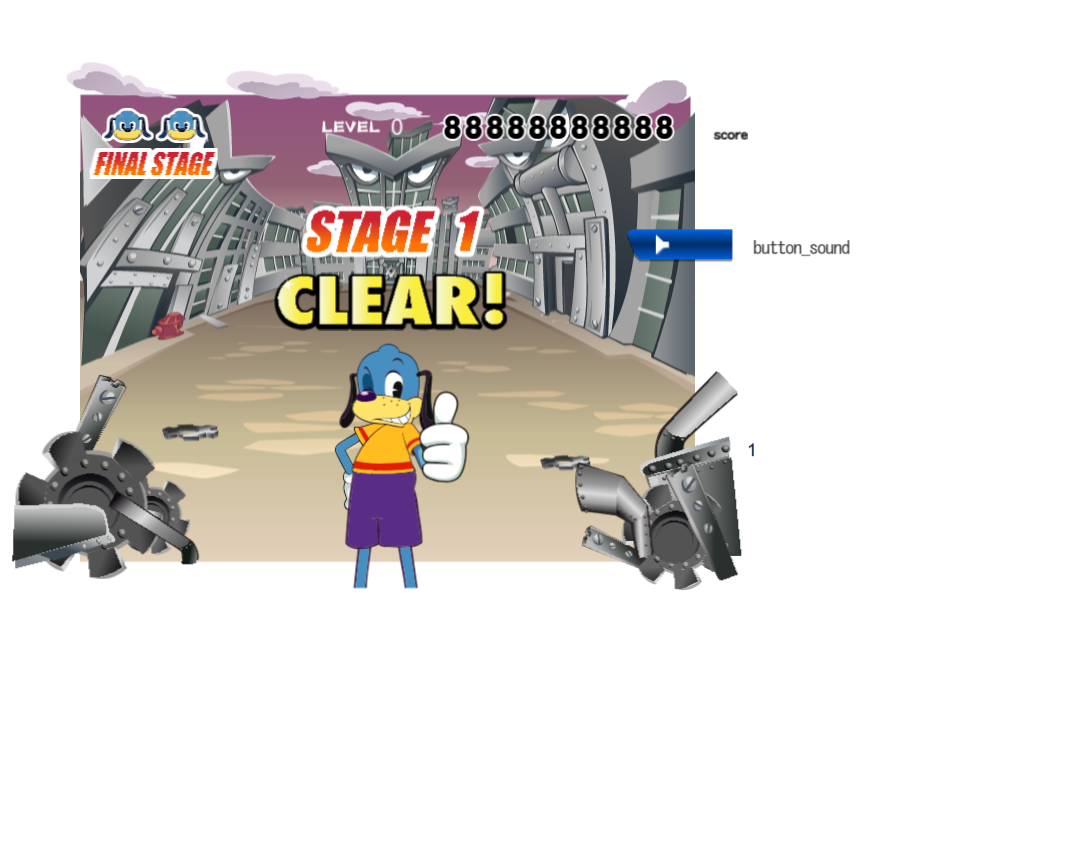 LEVEL 0 88888888888
score
FINAL STAGE
STAGE 1
button_sound
CLEAR!
1